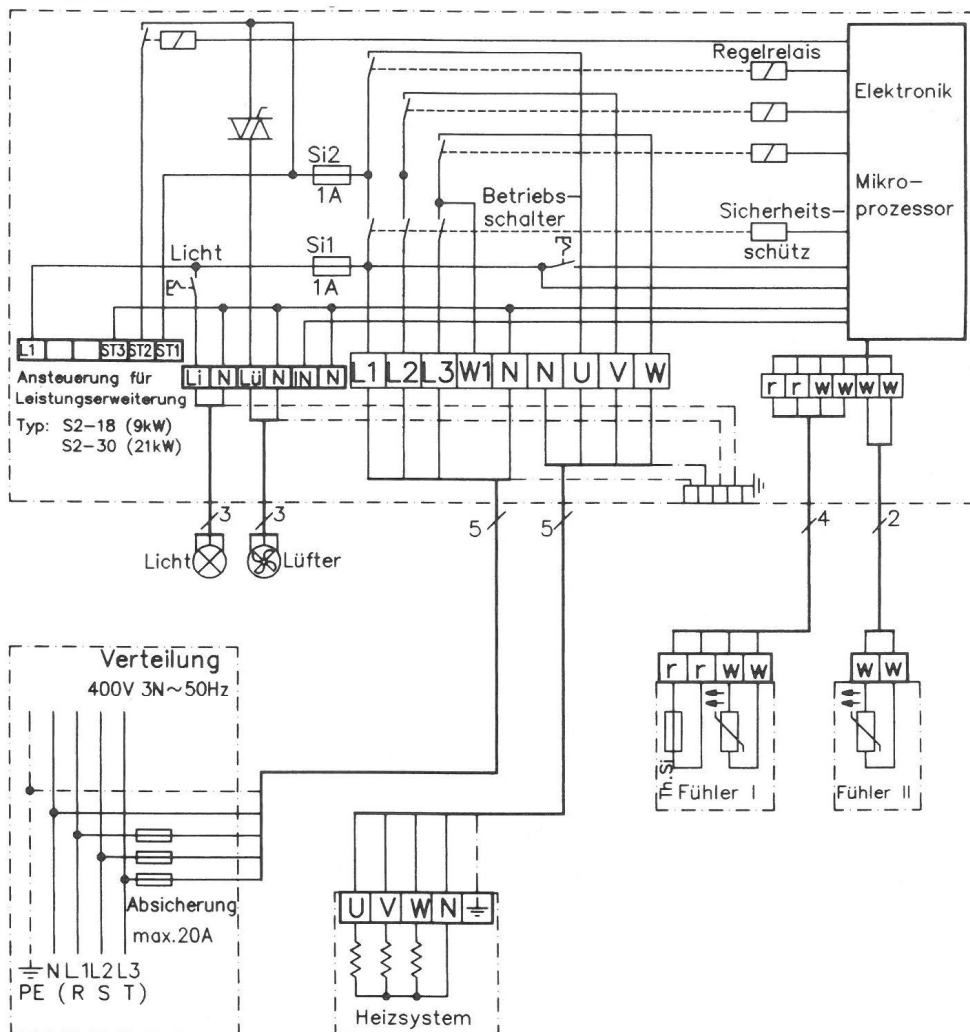 Regelrelais
Elektronik
Mikro-
prozessor
Si2
1A
Betriebs-
schalter
Sicherheits-
schütz
Licht
Si1
1A
L1 ST3 ST2 ST1
Ansteuerung für
Leistungserweiterung
Typ: S2-18 (9kW)
S2-30 (21kW)
Li N Lü N IN N
L1 L2 L3 W1 N N U V W
r r w w w w
3 3 5 5 4 2
Licht Lüfter
Verteilung
400V 3N~50Hz
r r w w
w w
Th.Si
Fühler I
Fühler II
Absicherung
max.20A
N L1 L2 L3
PE (R S T)
U V W N
Heizsystem